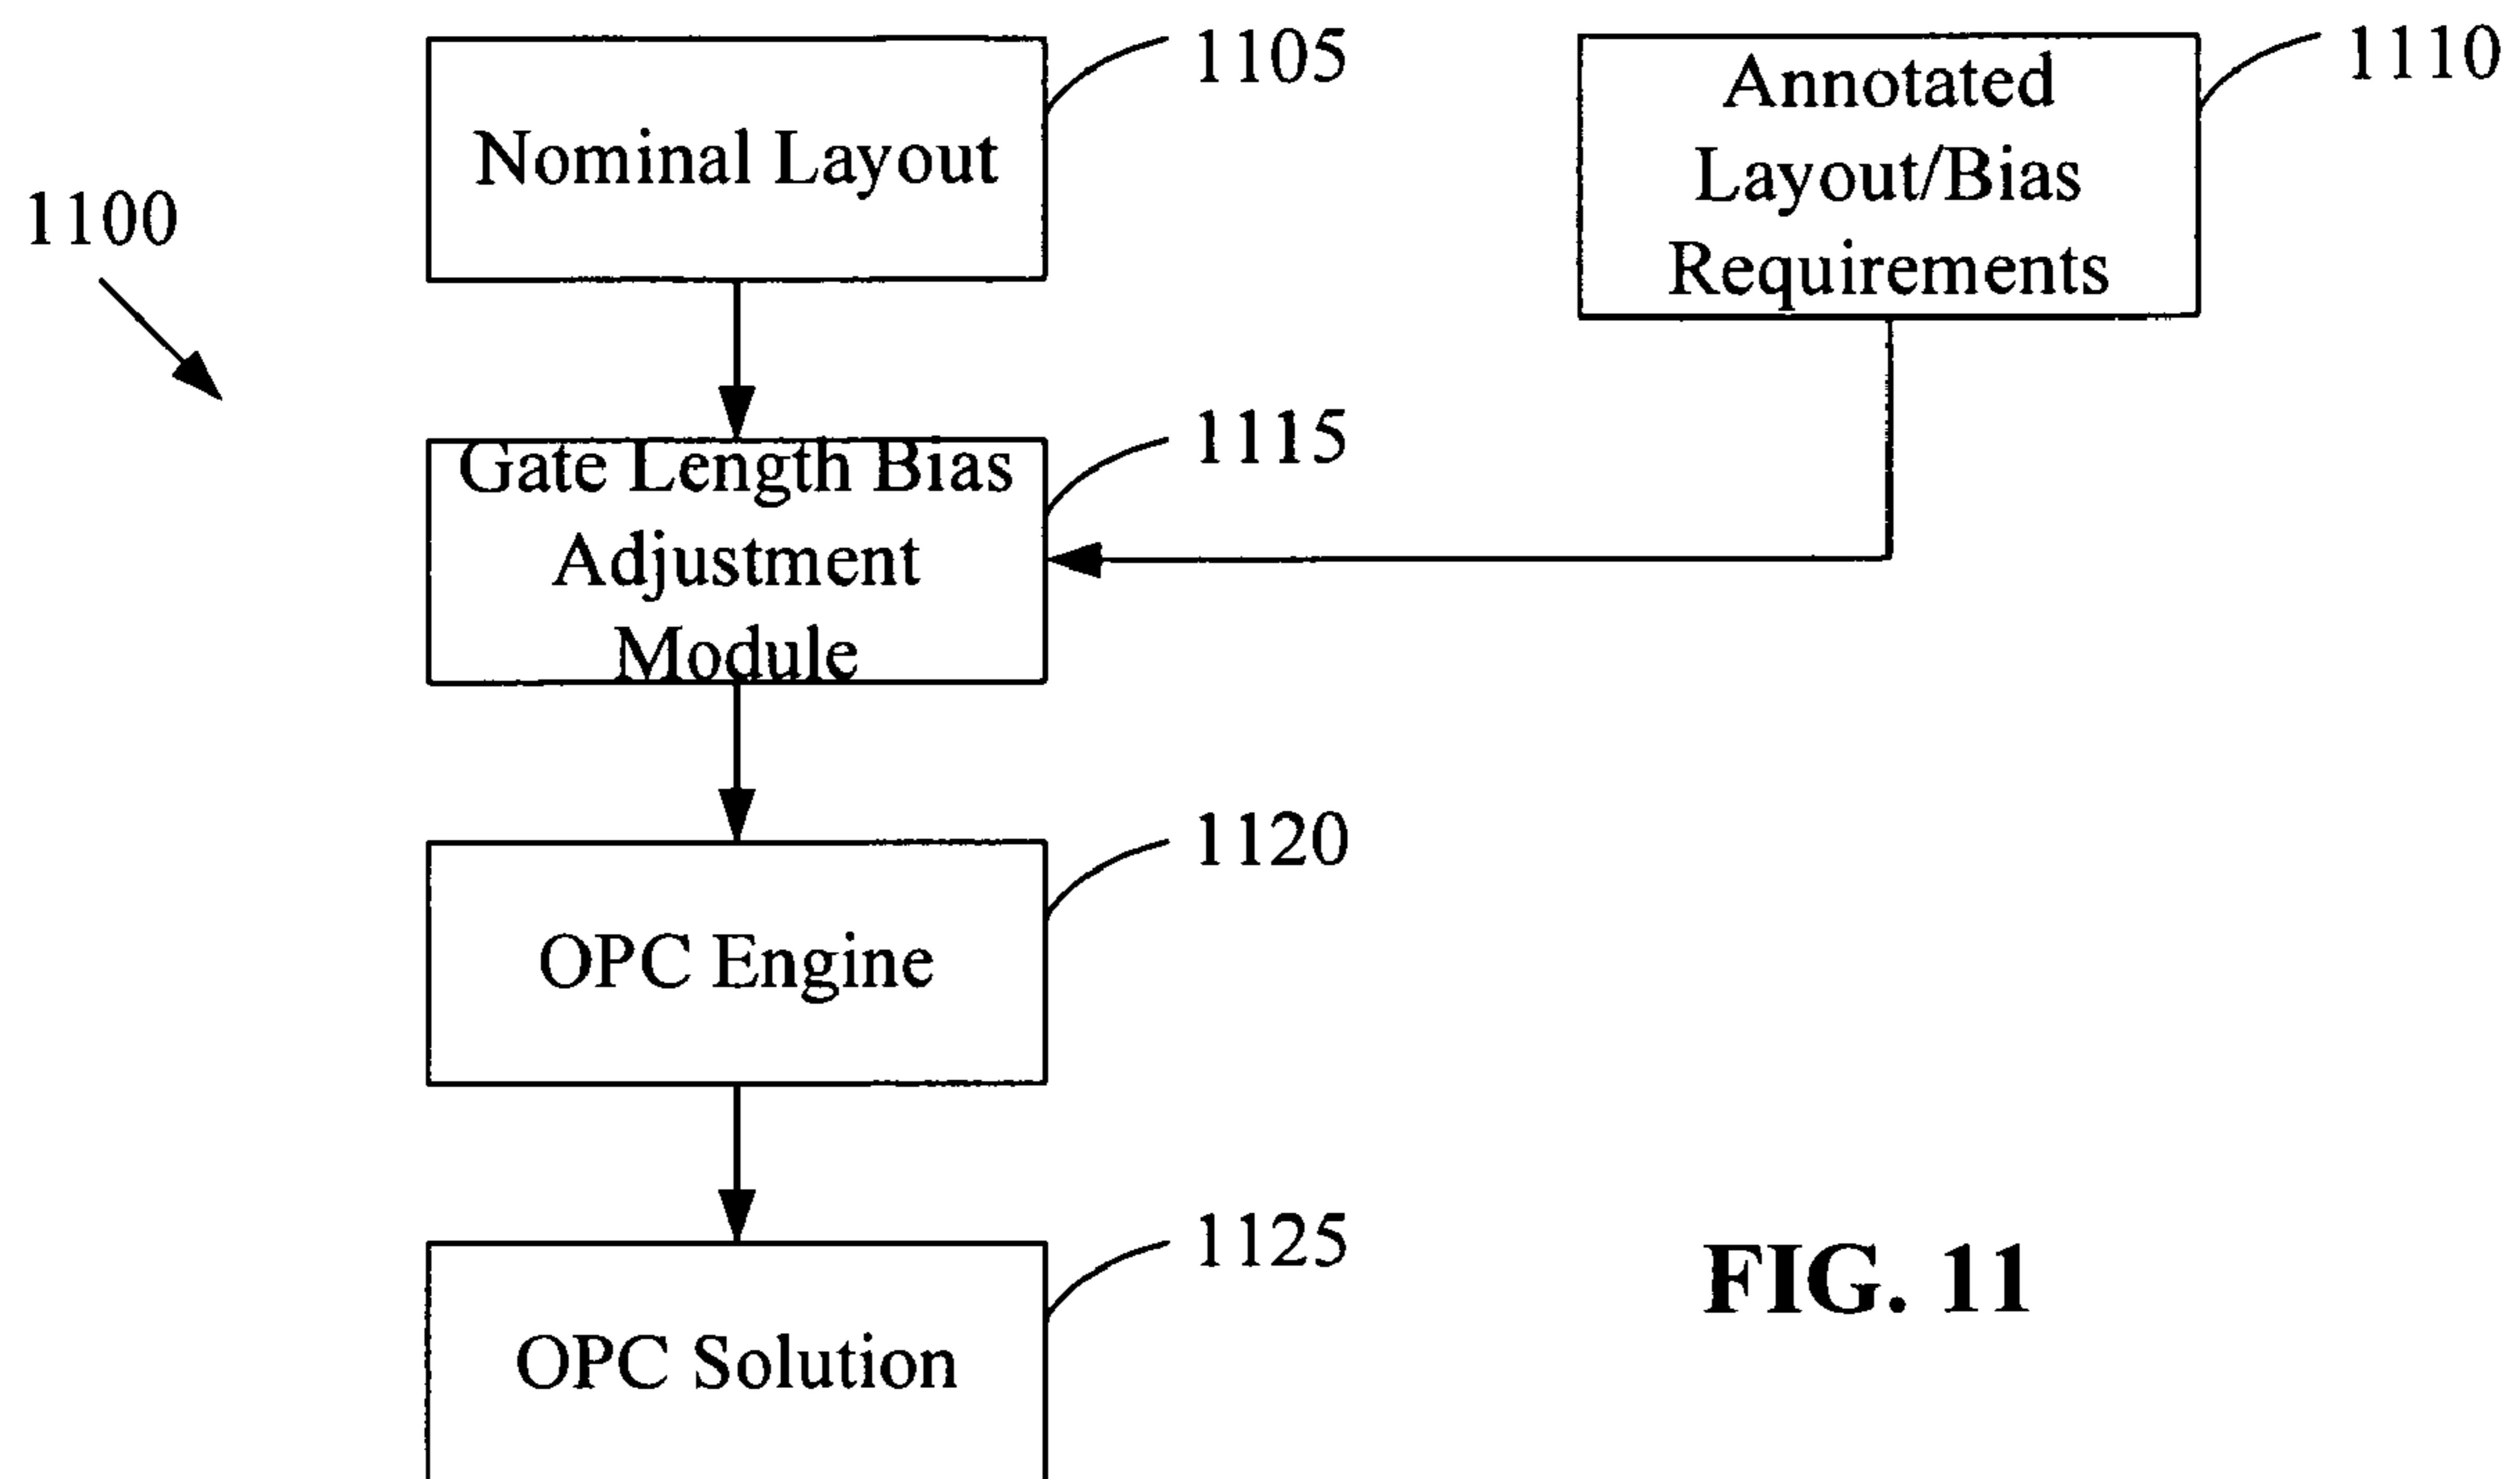 1105
1110
Nominal Layout
Annotated
Layout/Bias
Requirements
1100
1115
Gate Length Bias
Adjustment
Module
1120
OPC Engine
1125
OPC Solution
FIG. 11